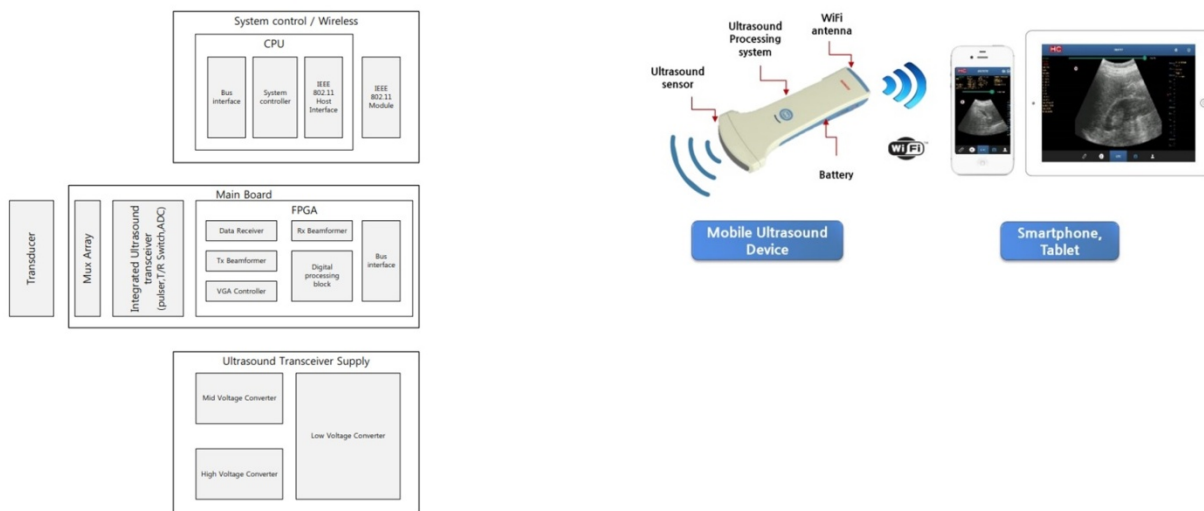 System control / Wireless
CPU
Bus
interface
System
controller
IEEE
802.11
Host
Interface
IEEE
802.11
Module
Main Board
FPGA
Transducer
Mux Array
Integrated Ultrasound
transceiver
(pulser,T/R Switch,ADC)
Data Receiver
Tx Beamformer
VGA Controller
Rx Beamformer
Digital
processing
block
Bus
interface
Ultrasound Transceiver Supply
Mid Voltage Converter
High Voltage Converter
Low Voltage Converter
Ultrasound
sensor
Ultrasound
Processing
system
WiFi
antenna
Battery
WiFi
HC
HC
Mobile Ultrasound
Device
Smartphone,
Tablet